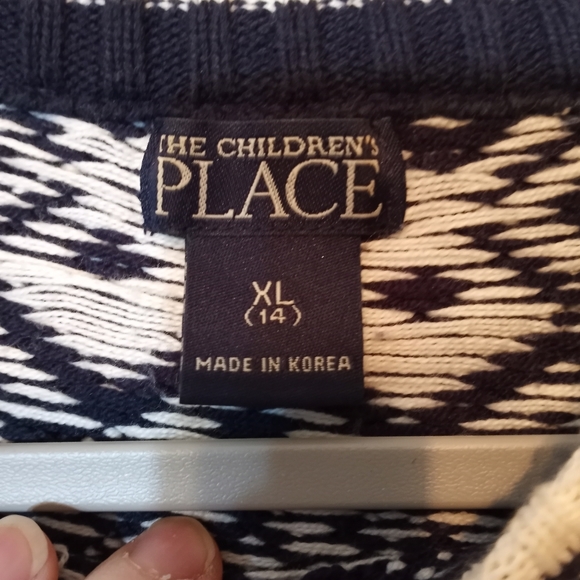 THE CHILDREN'S
PLACE
XL
(14)
MADE IN KOREA